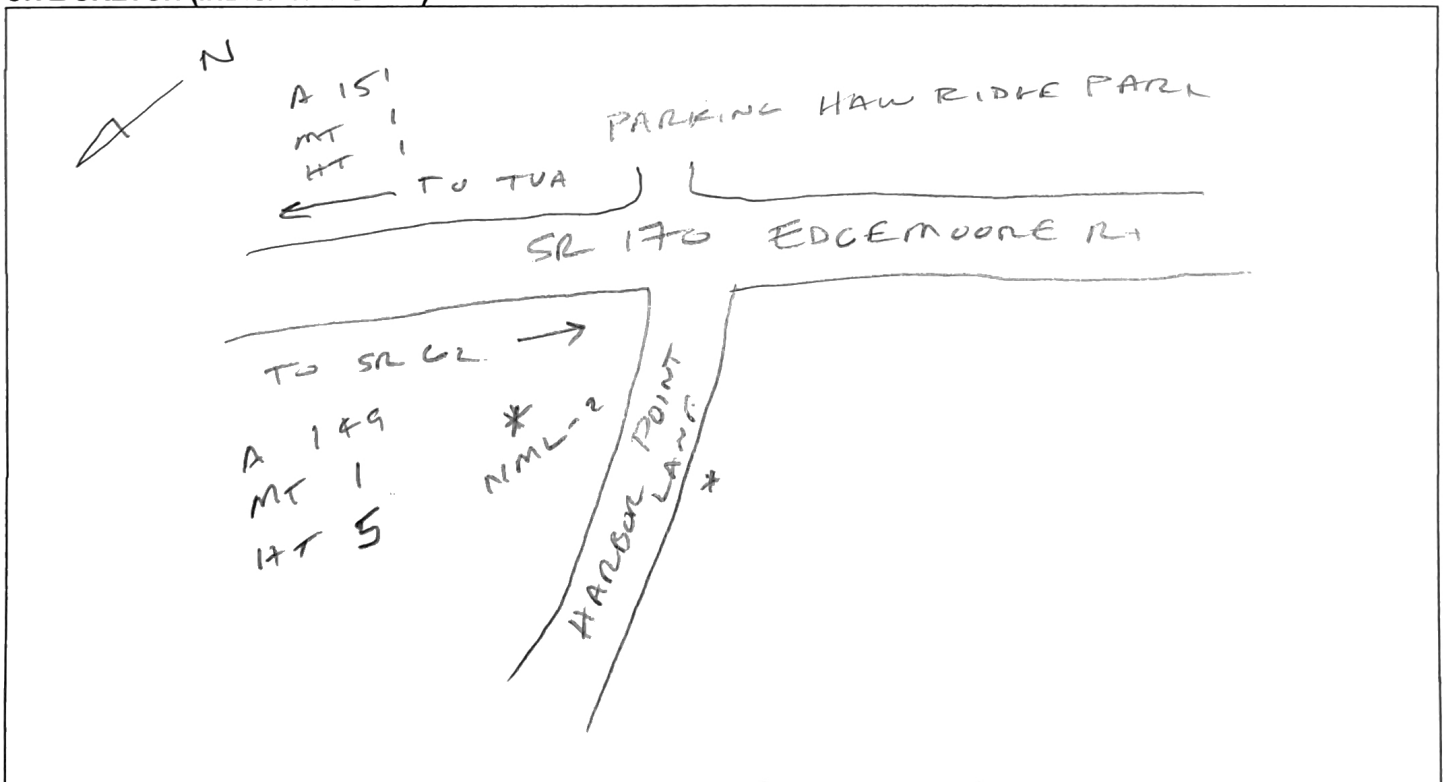 N
A 151
MT 1
HT 1
PARKING HAW RIDGE PARK
TO TVA
SR 170 EDGEMOORE RD
TO SR 62
A 149
MT 1
HT 5
*
NML-2
HARBOR POINT
LANE
*